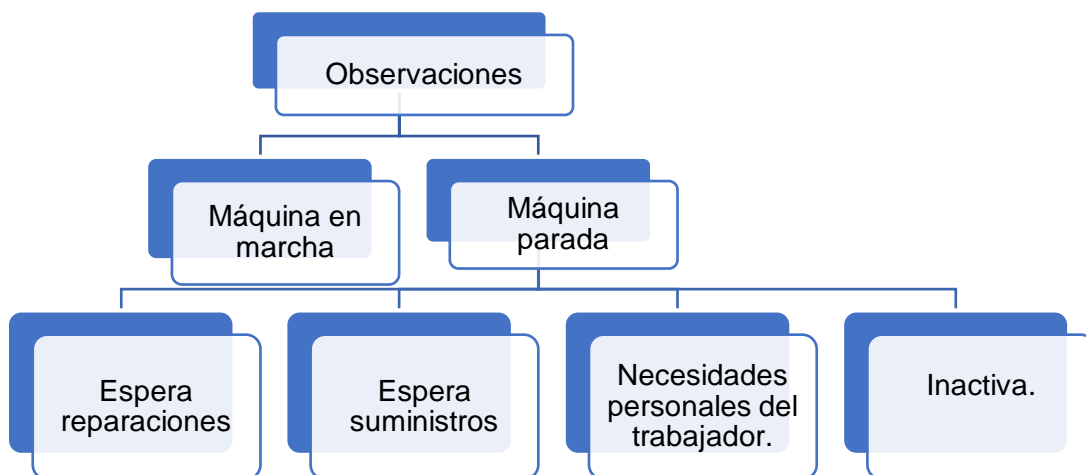 Observaciones
Máquina en
marcha
Máquina
parada
Espera
reparaciones
Espera
suministros
Necesidades
personales del
trabajador.
Inactiva.